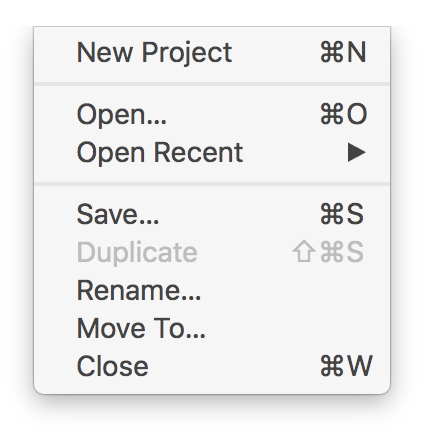 New Project ⌘N
Open... ⌘O
Open Recent ▶
Save... ⌘S
Duplicate ⇧⌘S
Rename...
Move To...
Close ⌘W